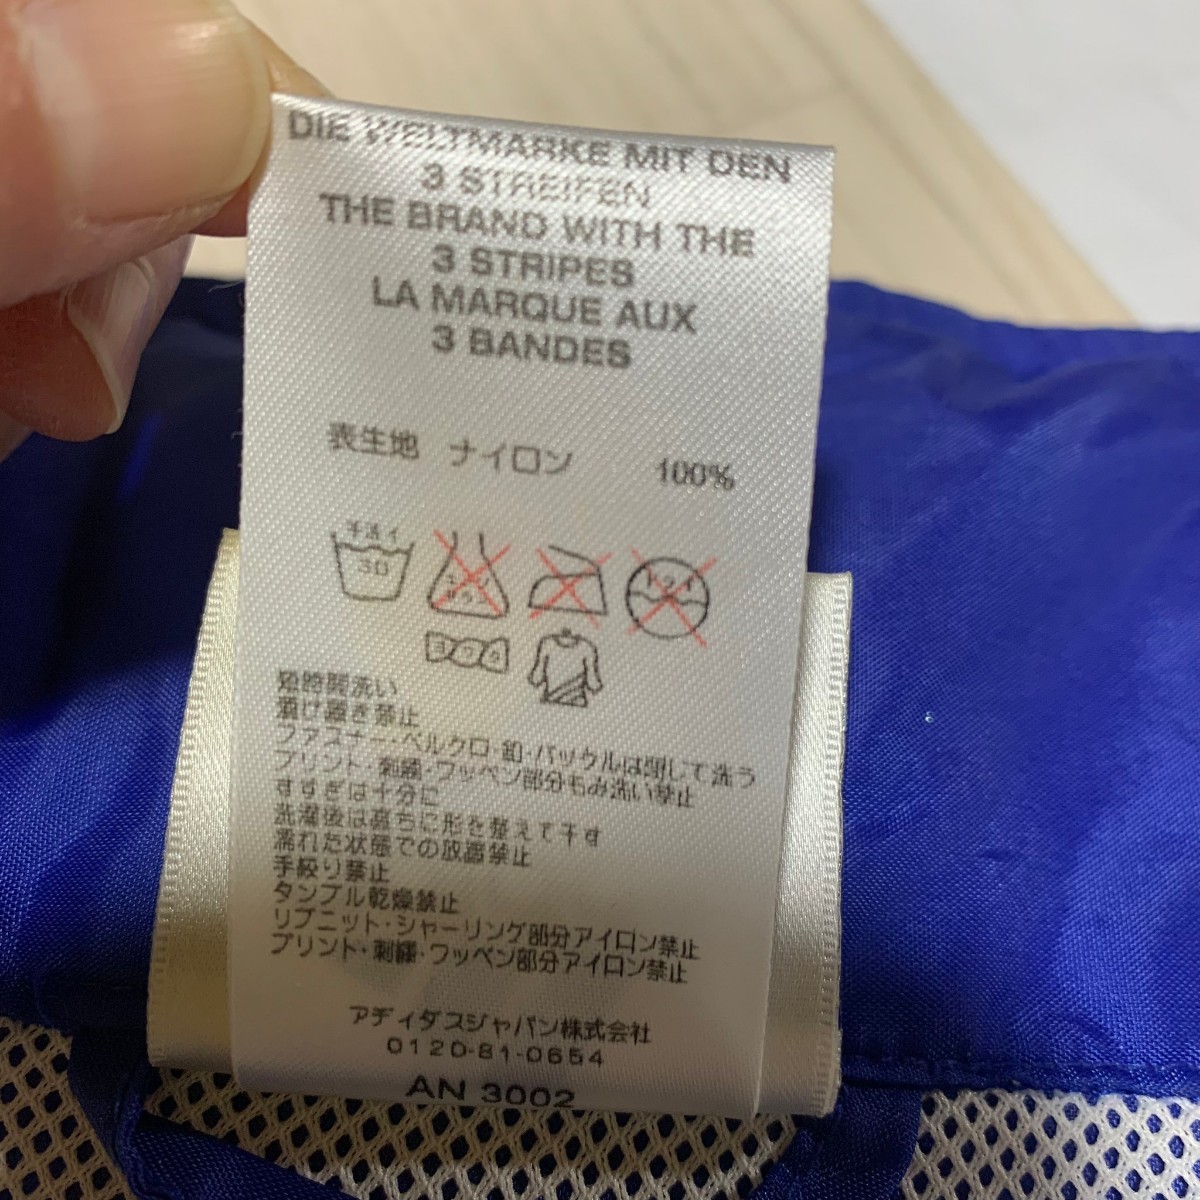 DIE WELTMARKE MIT DEN
3 STREIFEN
THE BRAND WITH THE
3 STRIPES
LA MARQUE AUX
3 BANDES
表生地 ナイロン 100%
手洗イ
30
短時間洗い
漬け置き禁止
ファスナー・ベルクロ・釦・バックルは閉じて洗う
プリント・刺繍・ワッペン部分もみ洗い禁止
すすぎは十分に
洗濯後は直ちに形を整えて干す
濡れた状態での放置禁止
手絞り禁止
タンブル乾燥禁止
リブニット・シャーリング部分アイロン禁止
プリント・刺繍・ワッペン部分アイロン禁止
アディダスジャパン株式会社
0120-81-0654
AN 3002